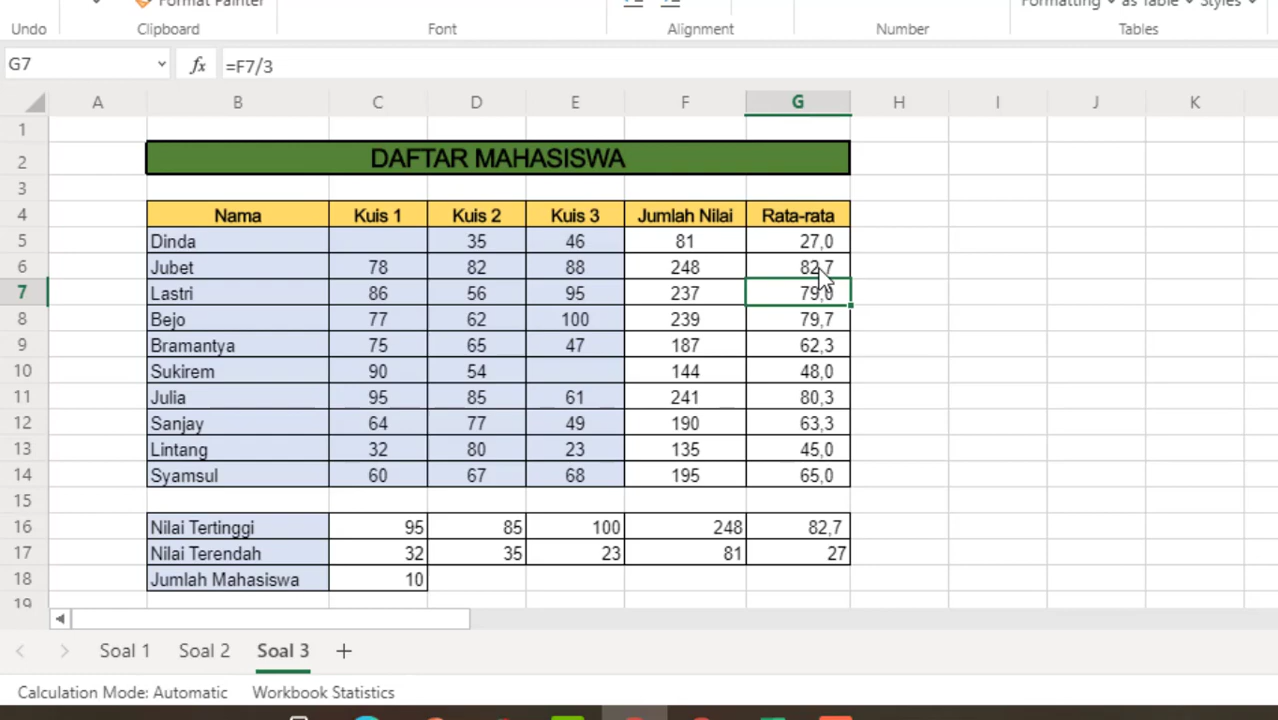 Format Painter
Formatting as Table Styles
Undo Clipboard Font Alignment Number Tables
G7 fx =F7/3
A B C D E F G H I J K
1
2 DAFTAR MAHASISWA
3
4 Nama Kuis 1 Kuis 2 Kuis 3 Jumlah Nilai Rata-rata
5 Dinda 35 46 81 27,0
6 Jubet 78 82 88 248 82,7
7 Lastri 86 56 95 237 79,0
8 Bejo 77 62 100 239 79,7
9 Bramantya 75 65 47 187 62,3
10 Sukirem 90 54 144 48,0
11 Julia 95 85 61 241 80,3
12 Sanjay 64 77 49 190 63,3
13 Lintang 32 80 23 135 45,0
14 Syamsul 60 67 68 195 65,0
15
16 Nilai Tertinggi 95 85 100 248 82,7
17 Nilai Terendah 32 35 23 81 27
18 Jumlah Mahasiswa 10
19
Soal 1 Soal 2 Soal 3 +
Calculation Mode: Automatic Workbook Statistics